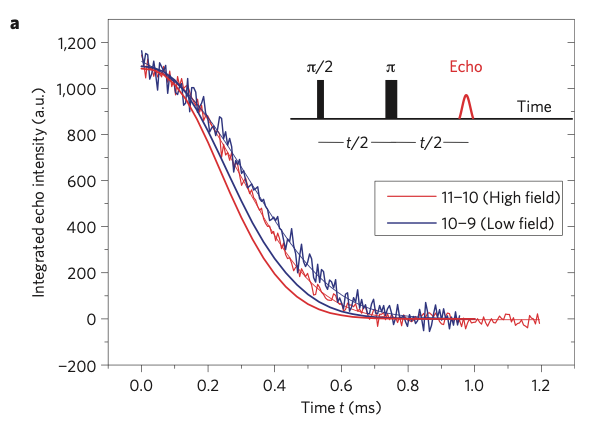 a
1,200
1,000
800
600
400
200
0
−200
Integrated echo intensity (a.u.)
π/2
π
Echo
Time
t/2
t/2
11–10 (High field)
10–9 (Low field)
0.0
0.2
0.4
0.6
0.8
1.0
1.2
Time t (ms)